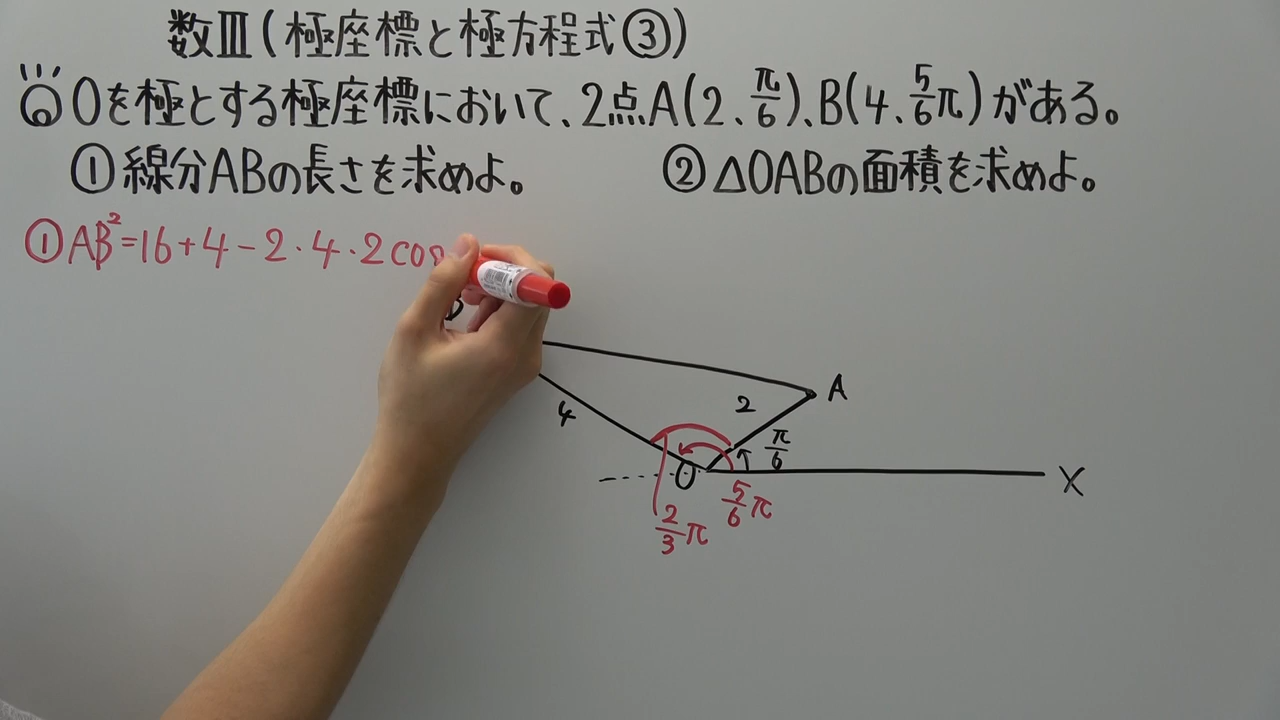 数Ⅲ(極座標と極方程式③)
Oを極とする極座標において、2点A(2、π/6)、B(4、5/6π)がある。
①線分ABの長さを求めよ。 ②△OABの面積を求めよ。
①AB²=16+4-2・4・2cos
B
A
2
4
π/6
O
X
5/6π
2/3π